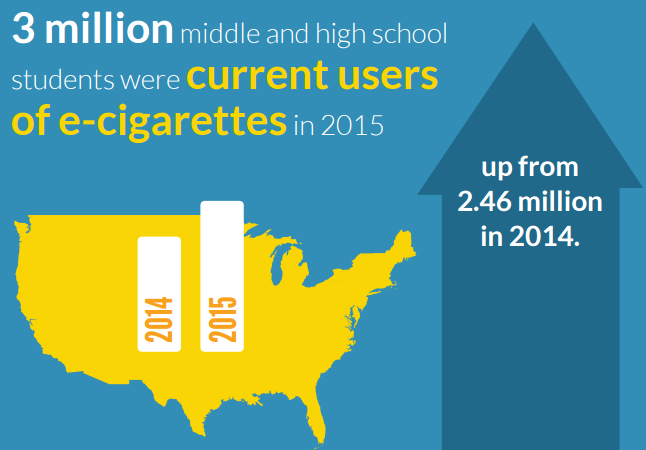 3 million middle and high school
students were current users
of e-cigarettes in 2015
up from
2.46 million
in 2014.
2014
2015